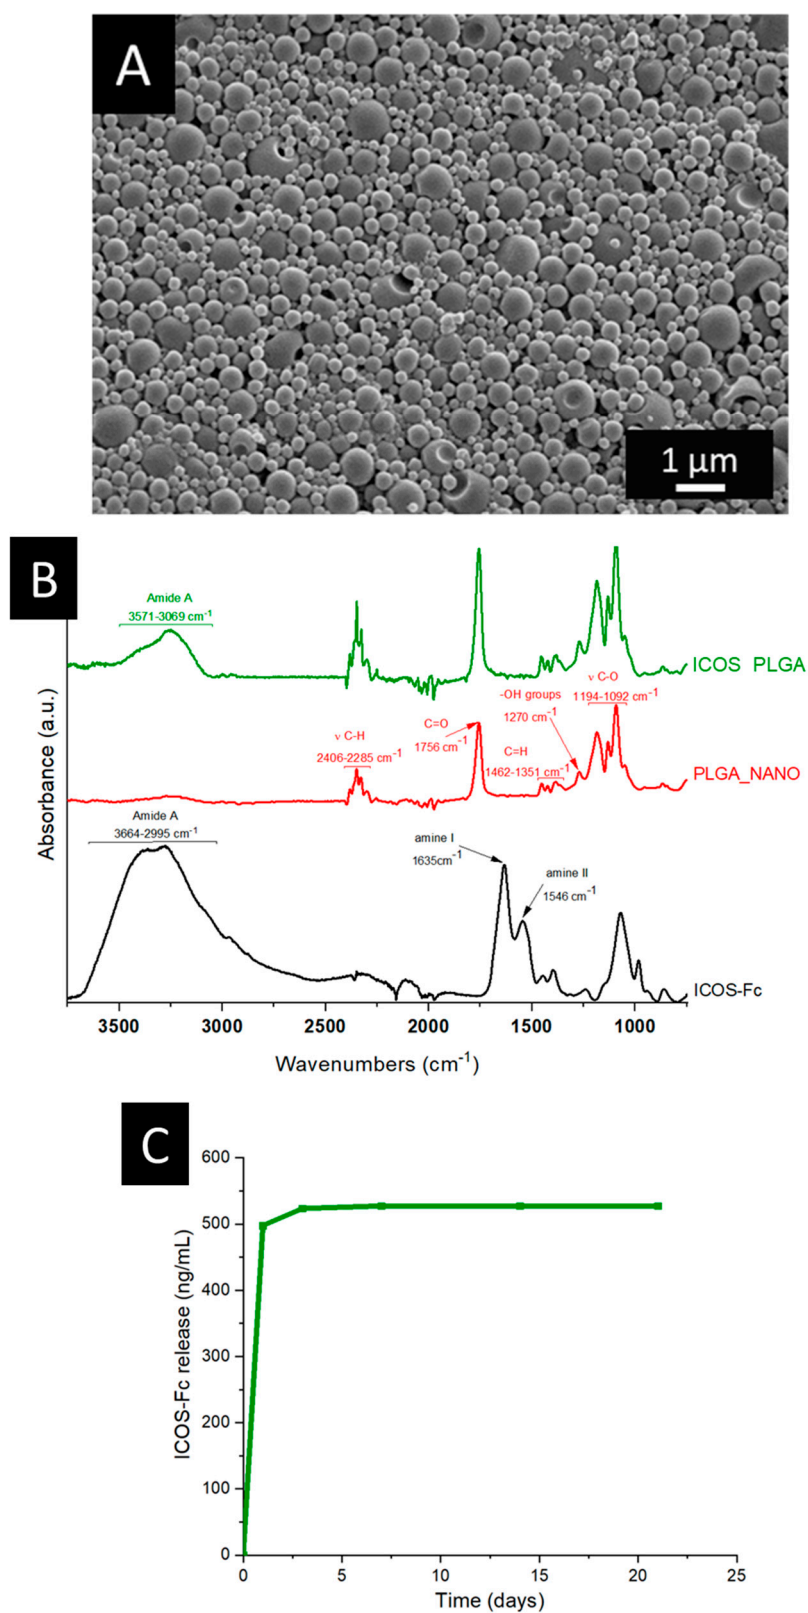 A
1 μm
B
Amide A
3571-3069 cm-1
ICOS PLGA
ν C-O
-OH groups
1194-1092 cm-1
1270 cm-1
C=O
ν C-H
1756 cm-1
C=H
2406-2285 cm-1
1462-1351 cm-1
PLGA_NANO
Amide A
3664-2995 cm-1
amine I
1635cm-1
amine II
1546 cm-1
ICOS-Fc
Absorbance (a.u.)
3500 3000 2500 2000 1500 1000
Wavenumbers (cm-1)
C
600
500
400
300
200
100
0
ICOS-Fc release (ng/mL)
0 5 10 15 20 25
Time (days)